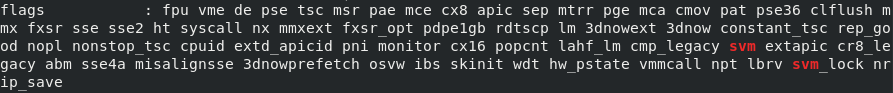 flags           : fpu vme de pse tsc msr pae mce cx8 apic sep mtrr pge mca cmov pat pse36 clflush m
mx fxsr sse sse2 ht syscall nx mmxext fxsr_opt pdpe1gb rdtscp lm 3dnowext 3dnow constant_tsc rep_go
od nopl nonstop_tsc cpuid extd_apicid pni monitor cx16 popcnt lahf_lm cmp_legacy svm extapic cr8_le
gacy abm sse4a misalignsse 3dnowprefetch osvw ibs skinit wdt hw_pstate vmmcall npt lbrv svm_lock nr
ip_save